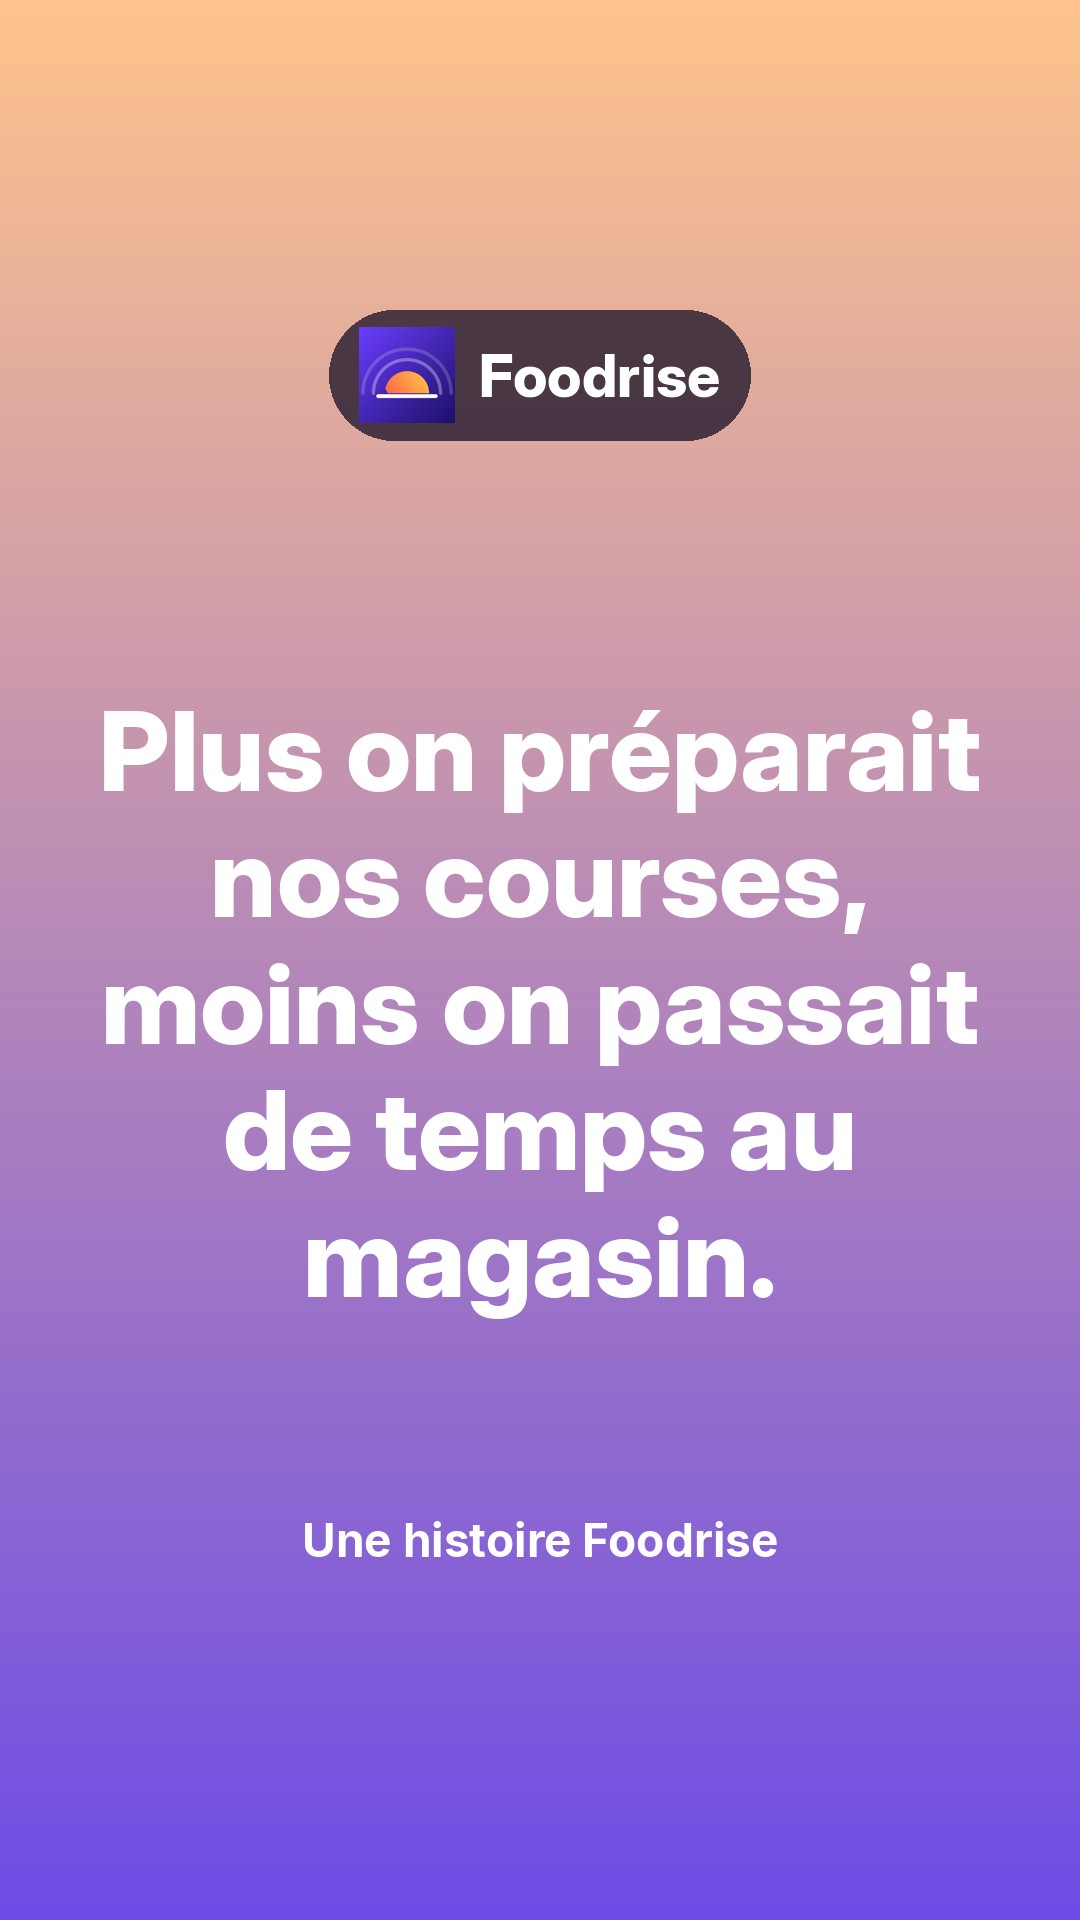 Foodrise
Plus on préparait
nos courses,
moins on passait
de temps au
magasin.
Une histoire Foodrise